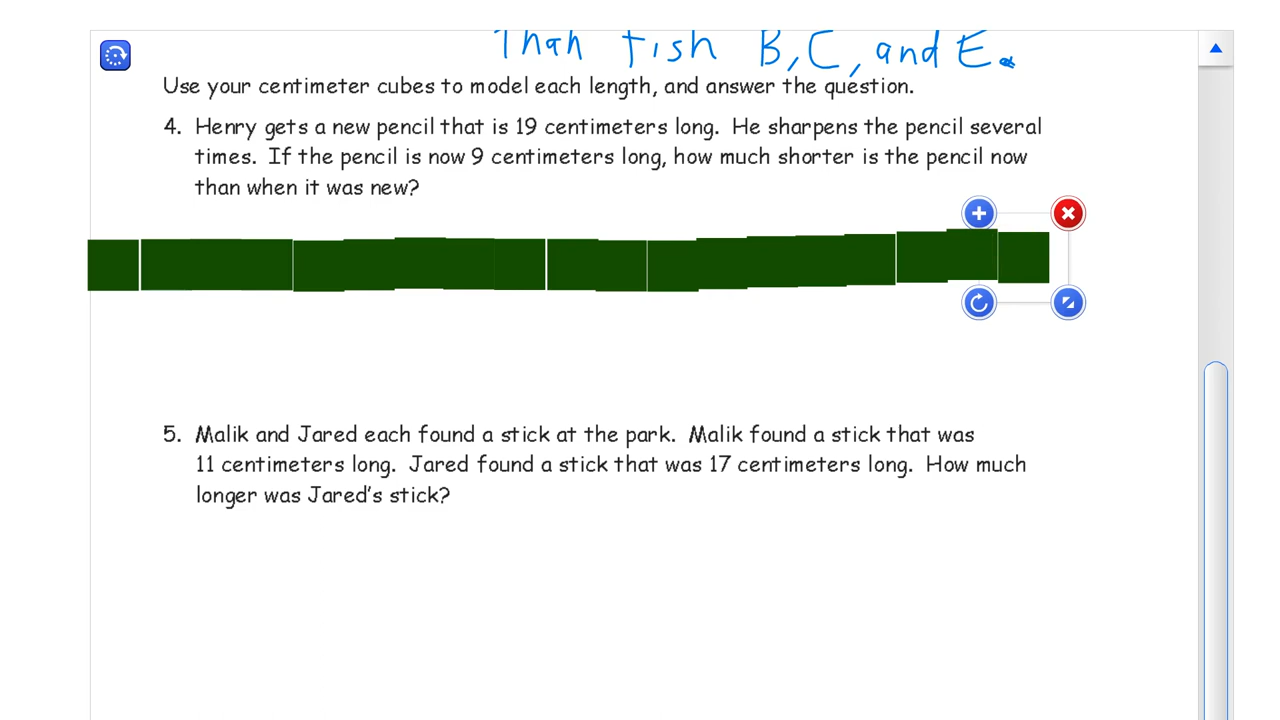 Than fish B, C, and E.
Use your centimeter cubes to model each length, and answer the question.
4. Henry gets a new pencil that is 19 centimeters long. He sharpens the pencil several
times. If the pencil is now 9 centimeters long, how much shorter is the pencil now
than when it was new?
5. Malik and Jared each found a stick at the park. Malik found a stick that was
11 centimeters long. Jared found a stick that was 17 centimeters long. How much
longer was Jared's stick?